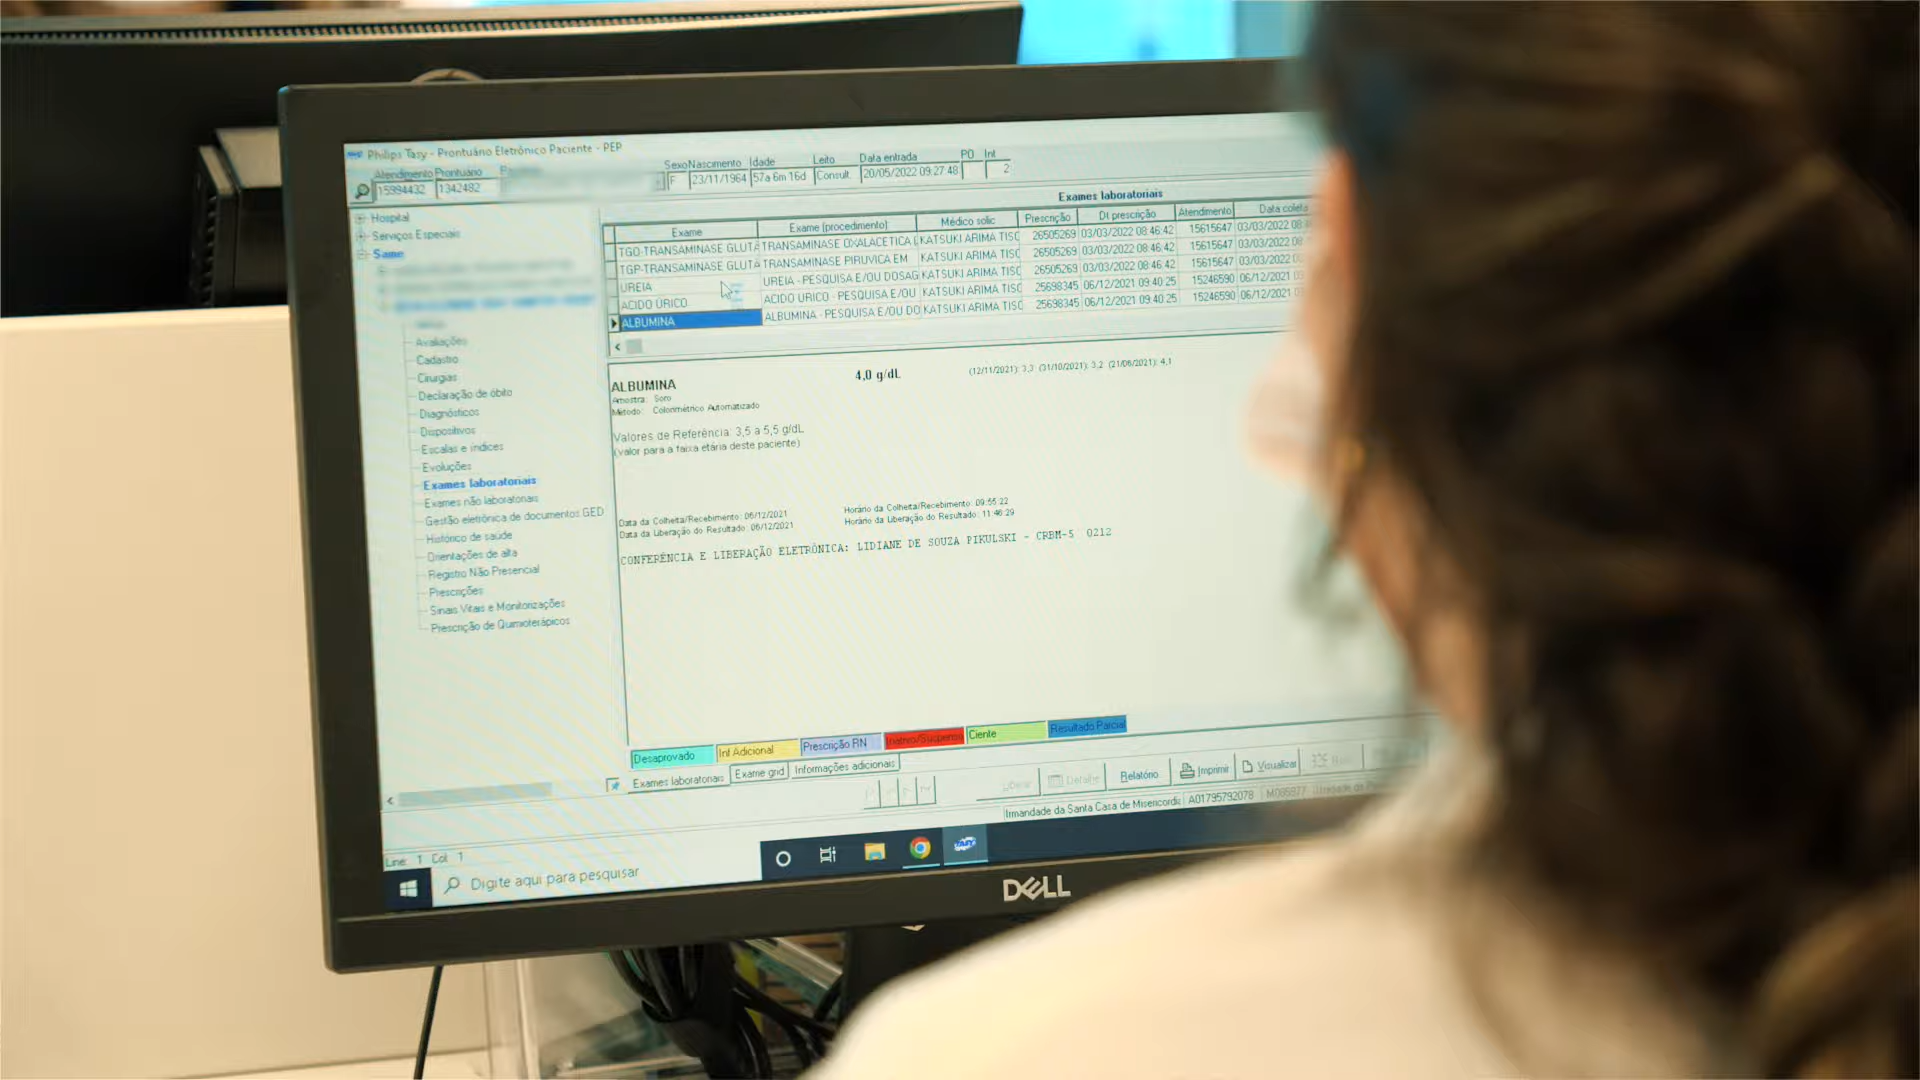 Philips Tasy - Prontuário Eletrônico Paciente - PEP
Atendimento Prontuário Sexo Nascimento Idade Leito Data entrada PO Int
15994432 1342482 F 23/11/1964 57a 6m 16d Consult 20/05/2022 09:27:48 2
Hospital
Serviços Especiais
Same
Avaliações
Cadastro
Cirurgias
Declaração de óbito
Diagnósticos
Dispositivos
Escalas e índices
Evoluções
Exames laboratoriais
Exames não laboratoriais
Gestão eletrônica de documentos GED
Histórico de saúde
Orientações de alta
Registro Não Presencial
Prescrições
Sinais Vitais e Monitorizações
Prescrição de Quimioterápicos
Exames laboratoriais
Exame Exame (procedimento) Médico solic Prescrição Dt prescrição Atendimento Data coleta
TGO-TRANSAMINASE GLUTA TRANSAMINASE OXALACETICA ( KATSUKI ARIMA TISC 26505269 03/03/2022 08:46:42 15615647 03/03/2022 08
TGP-TRANSAMINASE GLUTA TRANSAMINASE PIRUVICA EM KATSUKI ARIMA TISC 26505269 03/03/2022 08:46:42 15615647 03/03/2022 08
UREIA UREIA - PESQUISA E/OU DOSAG KATSUKI ARIMA TISC 26505269 03/03/2022 08:46:42 15615647 03/03/2022
ACIDO ÚRICO ACIDO URICO - PESQUISA E/OU KATSUKI ARIMA TISC 25698345 06/12/2021 09:40:25 15246590 06/12/2021
ALBUMINA ALBUMINA - PESQUISA E/OU DO KATSUKI ARIMA TISC 25698345 06/12/2021 09:40:25 15246590 06/12/2021
ALBUMINA 4,0 g/dL (12/11/2021): 3,3 (31/10/2021): 3,2 (21/06/2021): 4,1
Amostra: Soro
Método: Colorimétrico Automatizado
Valores de Referência: 3,5 a 5,5 g/dL
(valor para a faixa etária deste paciente)
Data da Colheita/Recebimento: 06/12/2021 Horário da Colheita/Recebimento: 09:55:22
Data da Liberação do Resultado: 06/12/2021 Horário da Liberação do Resultado: 11:46:29
CONFERÊNCIA E LIBERAÇÃO ELETRÔNICA: LIDIANE DE SOUZA PIKULSKI - CRBM-5 0212
Desaprovado Inf Adicional Prescrição RN Inativo/Suspenso Ciente Resultado Parcial
Exames laboratoriais Exame grid Informações adicionais
Liberar Detalhe Relatório Imprimir Visualizar
Irmandade da Santa Casa de Misericórdia A01795792078 M086877
Line: 1 Col: 1
Digite aqui para pesquisar
TASY
DELL